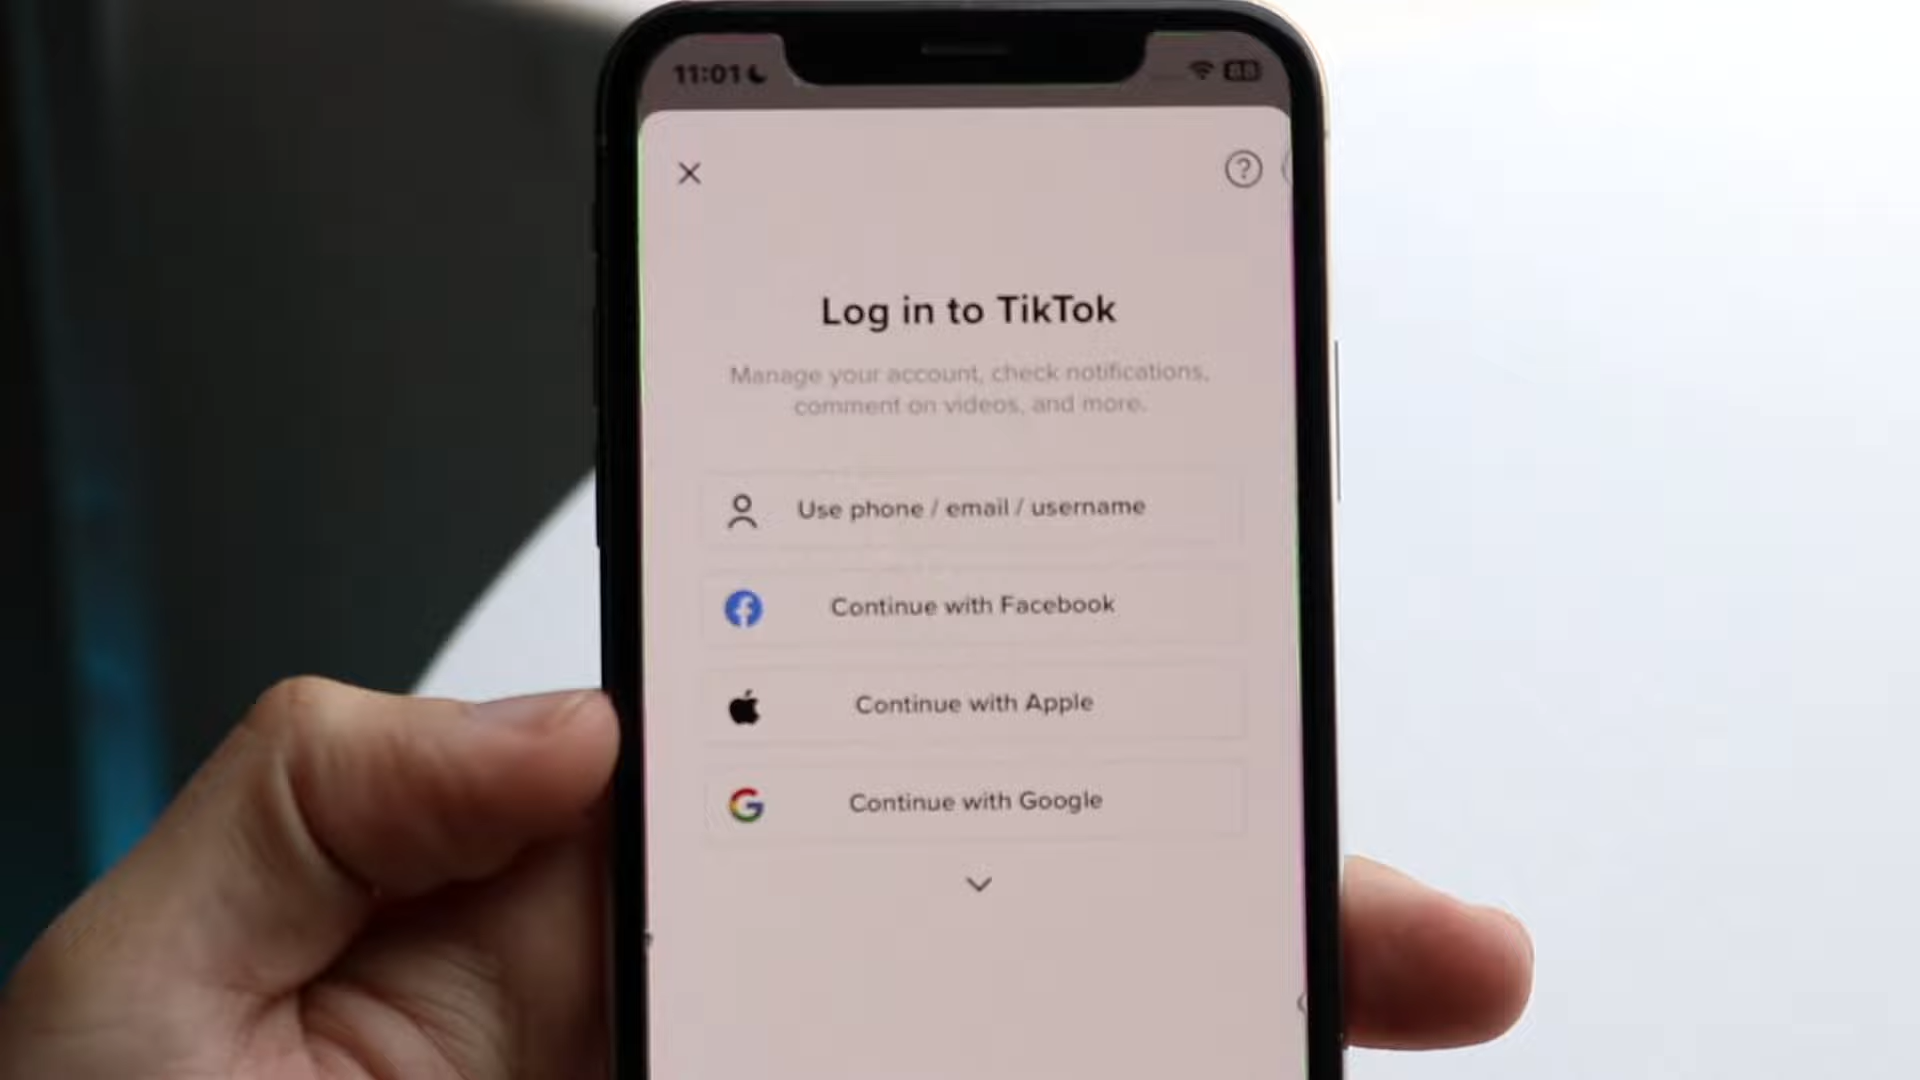 11:01
88
Log in to TikTok
Manage your account, check notifications,
comment on videos, and more.
Use phone / email / username
Continue with Facebook
Continue with Apple
Continue with Google